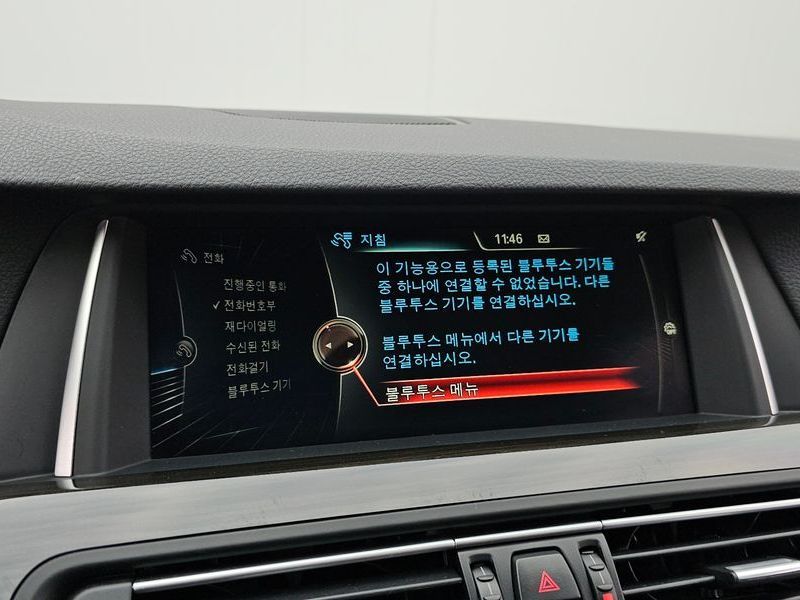 지침
11:46
전화
진행중인 통화
✓ 전화번호부
재다이얼링
수신된 전화
전화걸기
블루투스 기기
이 기능용으로 등록된 블루투스 기기들
중 하나에 연결할 수 없었습니다. 다른
블루투스 기기를 연결하십시오.
블루투스 메뉴에서 다른 기기를
연결하십시오.
블루투스 메뉴
OFF